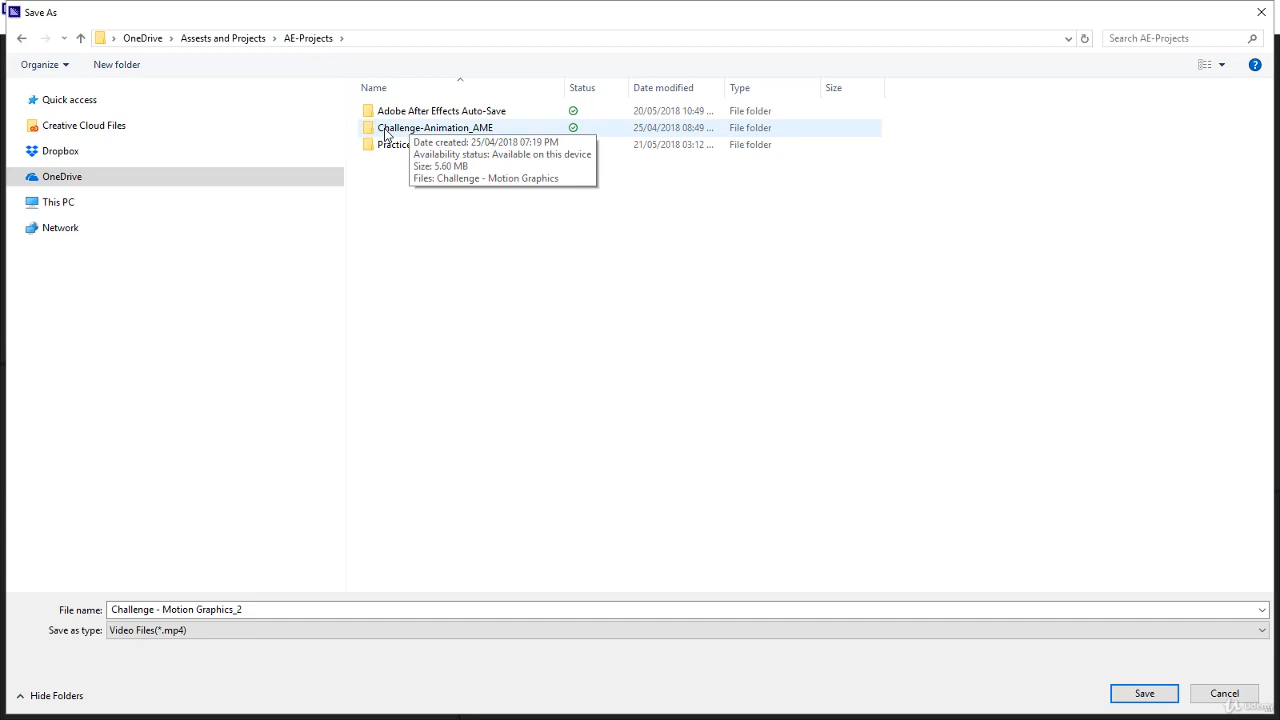 Save As
OneDrive > Assests and Projects > AE-Projects >
Search AE-Projects
Organize
New folder
Quick access
Creative Cloud Files
Dropbox
OneDrive
This PC
Network
Name Status Date modified Type Size
Adobe After Effects Auto-Save 20/05/2018 10:49 ... File folder
Challenge-Animation_AME 25/04/2018 08:49 ... File folder
Practice 21/05/2018 03:12 ... File folder
Date created: 25/04/2018 07:19 PM
Availability status: Available on this device
Size: 5.60 MB
Files: Challenge - Motion Graphics
File name: Challenge - Motion Graphics_2
Save as type: Video Files(*.mp4)
Hide Folders
Save
Cancel
Udemy